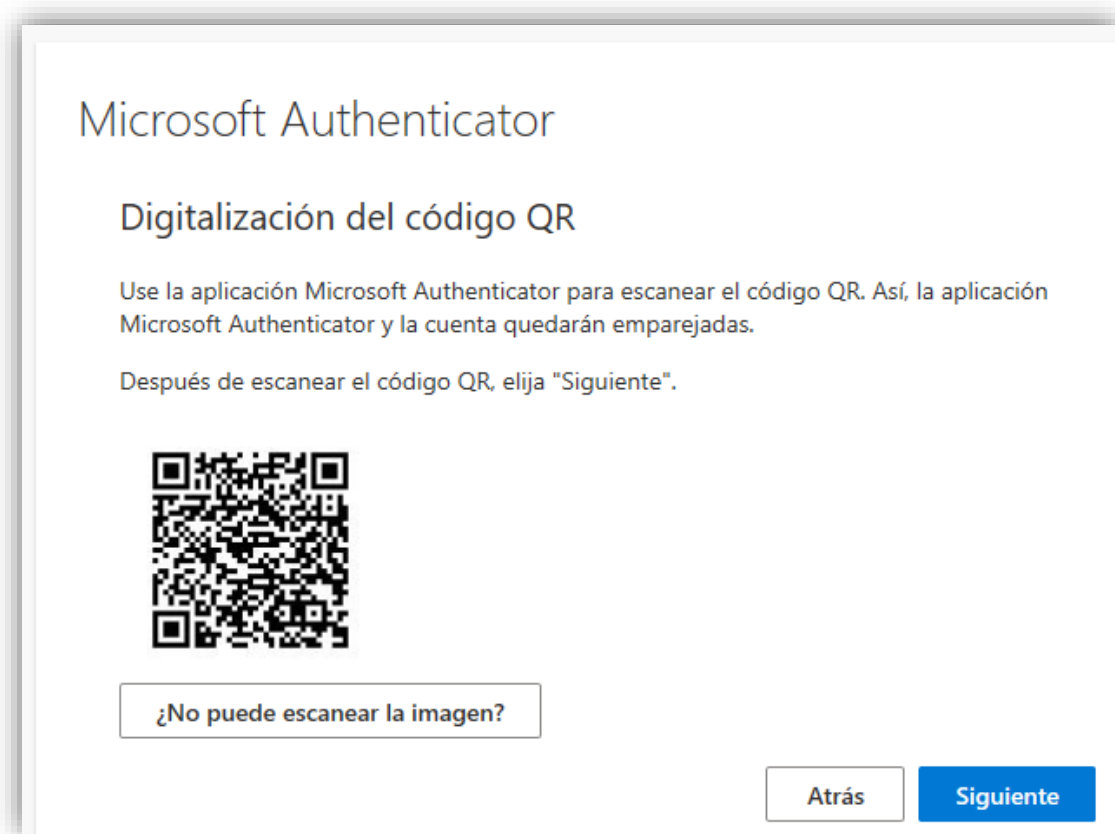 Microsoft Authenticator
Digitalización del código QR
Use la aplicación Microsoft Authenticator para escanear el código QR. Así, la aplicación
Microsoft Authenticator y la cuenta quedarán emparejadas.
Después de escanear el código QR, elija "Siguiente".
¿No puede escanear la imagen?
Atrás
Siguiente